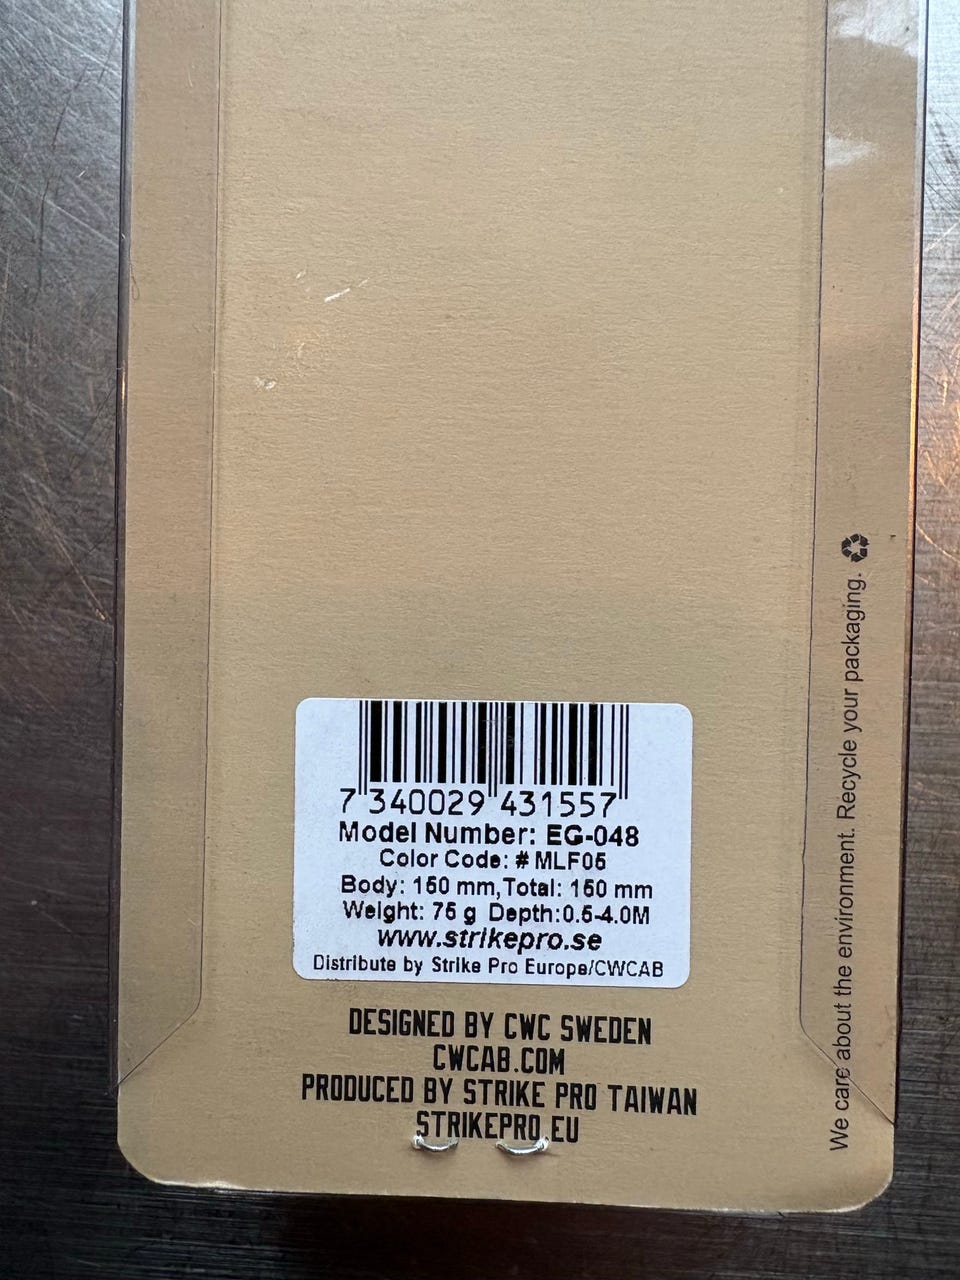 7 340029 431557
Model Number: EG-048
Color Code: # MLF05
Body: 150 mm, Total: 150 mm
Weight: 75 g Depth:0.5-4.0M
www.strikepro.se
Distribute by Strike Pro Europe/CWCAB
DESIGNED BY CWC SWEDEN
CWCAB.COM
PRODUCED BY STRIKE PRO TAIWAN
STRIKEPRO.EU
We care about the environment. Recycle your packaging.